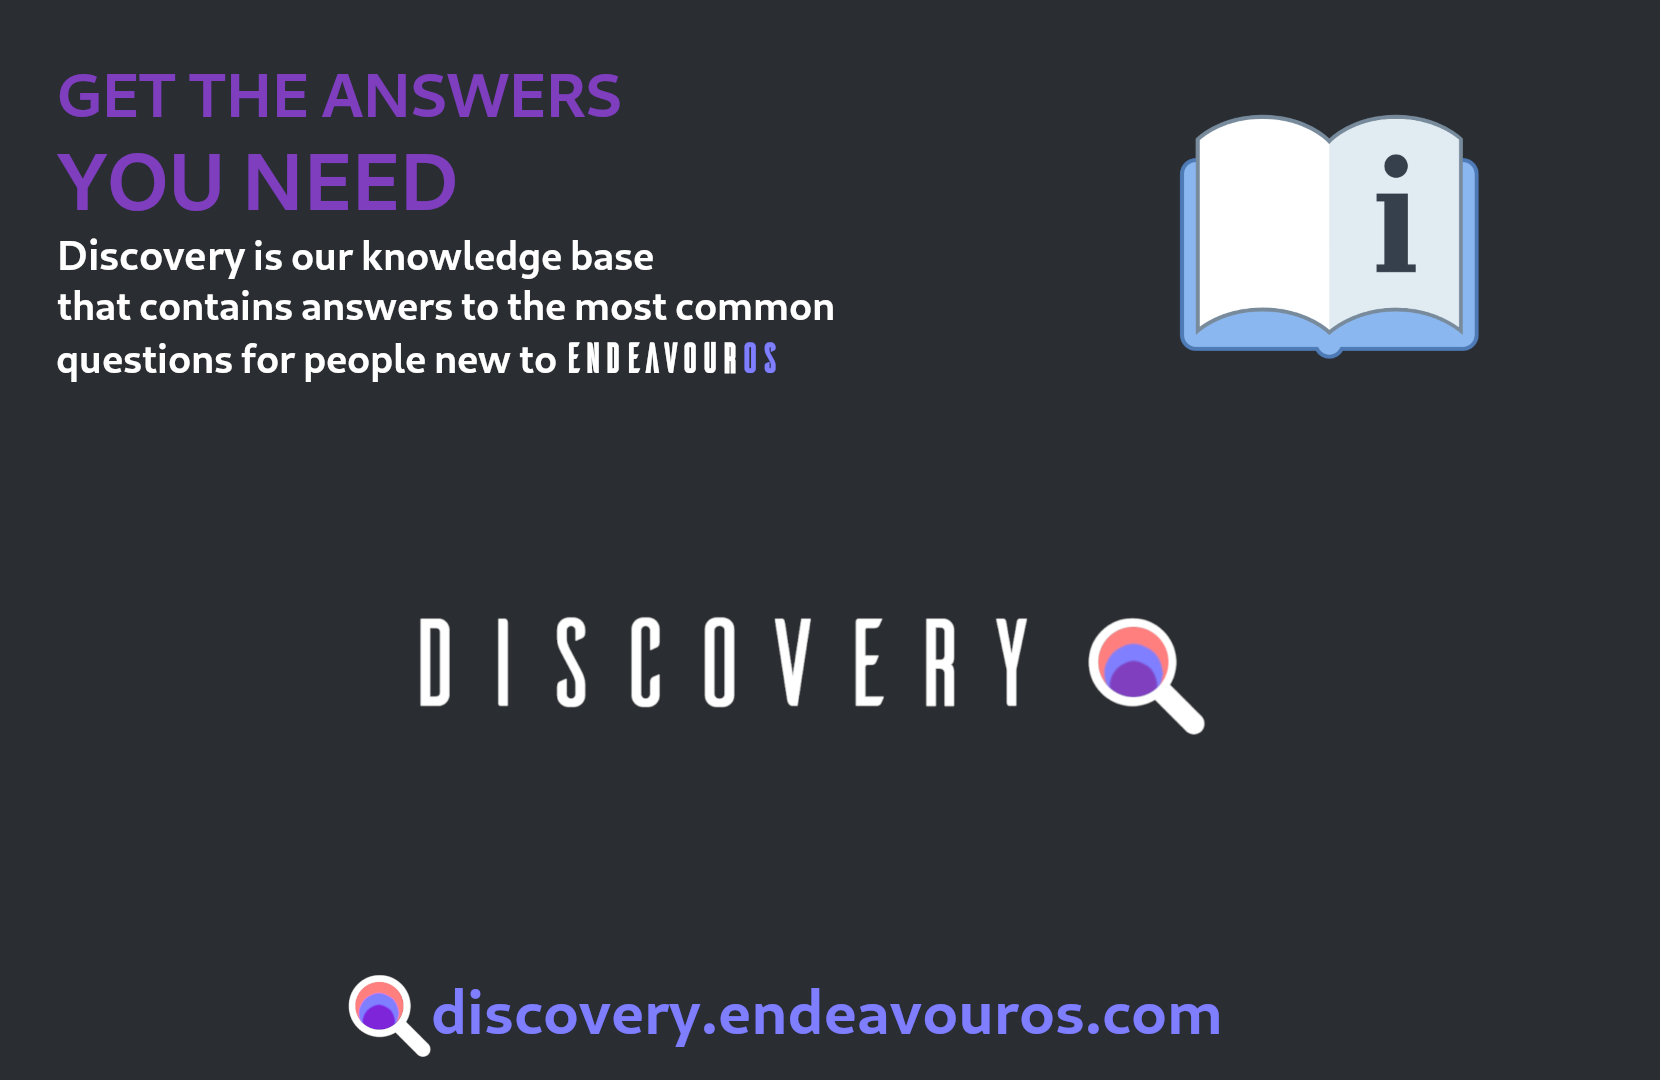 GET THE ANSWERS
YOU NEED
Discovery is our knowledge base
that contains answers to the most common
questions for people new to ENDEAVOUROS
i
DISCOVERY
discovery.endeavouros.com